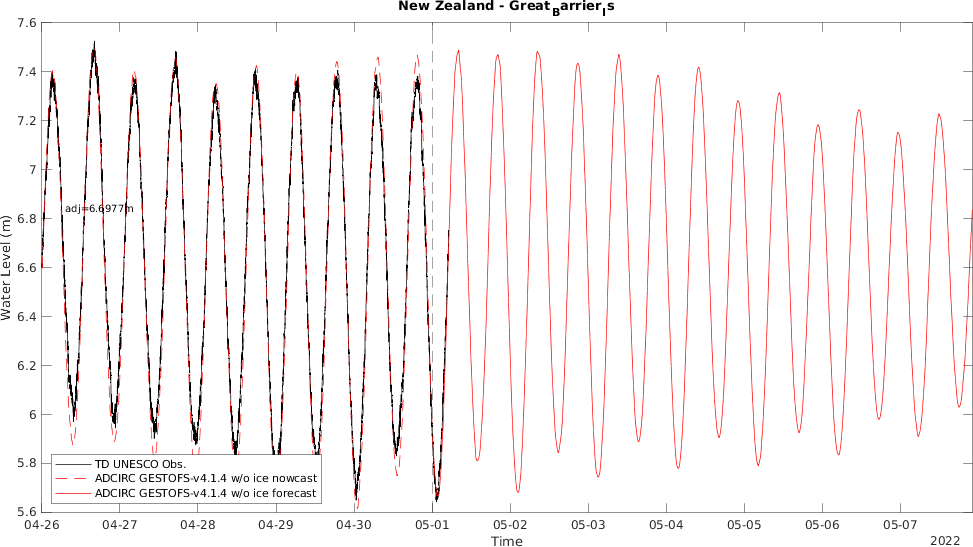 New Zealand - Great_Barrier_Is
7.6
7.4
7.2
7
6.8
6.6
6.4
6.2
6
5.8
5.6
Water Level (m)
adj=6.6977m
TD UNESCO Obs.
ADCIRC GESTOFS-v4.1.4 w/o ice nowcast
ADCIRC GESTOFS-v4.1.4 w/o ice forecast
04-26 04-27 04-28 04-29 04-30 05-01 05-02 05-03 05-04 05-05 05-06 05-07
Time
2022